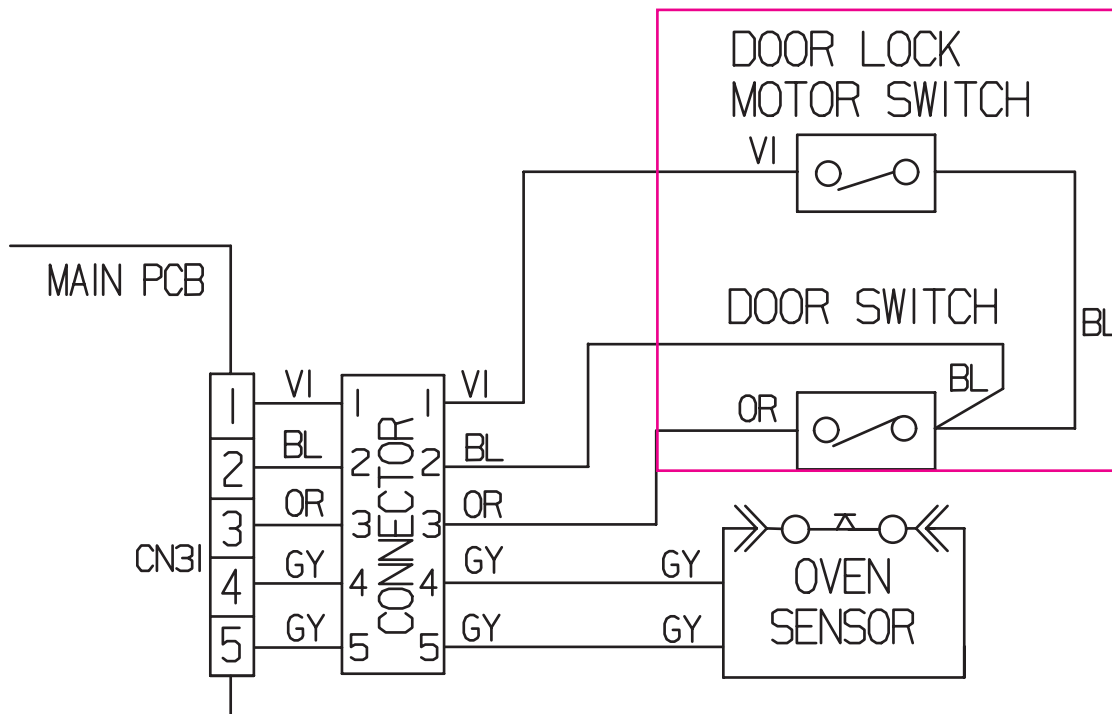 DOOR LOCK
MOTOR SWITCH
VI
MAIN PCB
DOOR SWITCH
BL
BL
OR
VI
VI
1
1
1
BL
BL
2
2
2
CONNECTOR
OR
OR
3
3
3
CN31
GY
GY
GY
4
4
4
OVEN
SENSOR
GY
GY
GY
5
5
5